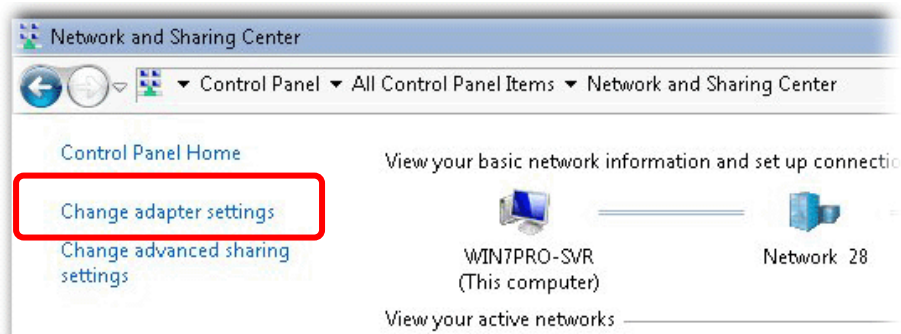 Network and Sharing Center
Control Panel All Control Panel Items Network and Sharing Center
Control Panel Home
View your basic network information and set up connectio
Change adapter settings
Change advanced sharing
settings
WIN7PRO-SVR
(This computer)
Network 28
View your active networks